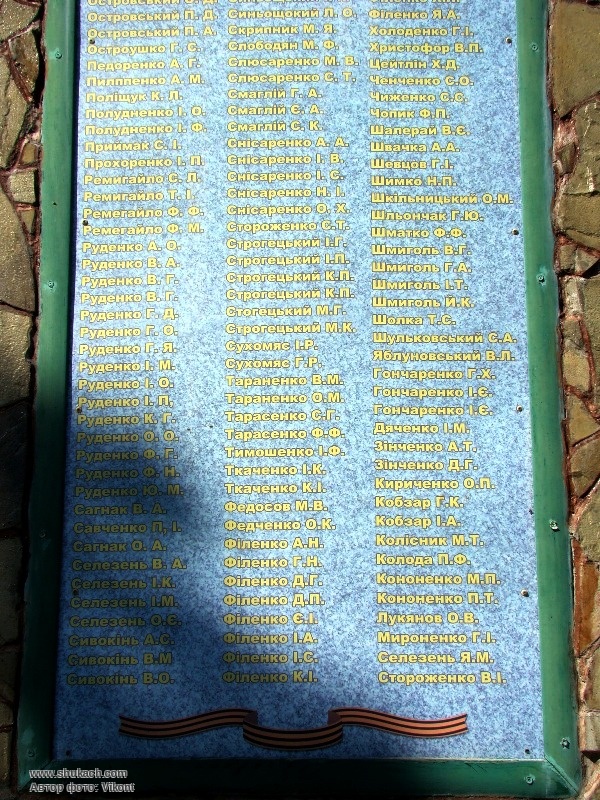 Островський П. Д.
Островський П. А.
Остроушко Г. С.
Педоренко А. Г.
Пилппенко А. М.
Поліщук К. Л.
Полудненко І. О.
Полудненко І. Ф.
Приймак С. І.
Прохоренко І. П.
Ремигайло С. Л.
Ремигайло Т. І.
Ремегайло Ф. Ф.
Ремегайло Ф. М.
Руденко А. О.
Руденко В. А.
Руденко В. Г.
Руденко В. Г.
Руденко Г. Д.
Руденко Г. О.
Руденко Г. Я.
Руденко І. М.
Руденко І. О.
Руденко І. П,
Руденко К. Г.
Руденко О. О.
Руденко Ф. Г.
Руденко Ф. Н.
Руденко Ю. М.
Сагнак В. А.
Савченко П, І.
Сагнак О. А.
Селезень В. А.
Селезень І.К.
Селезень І.М.
Селезень О.Є.
Сивокінь А.С.
Сивокінь В.М
Сивокінь В.О.
Синьощокий Л. О.
Скрипник М. Я.
Слободян М. Ф.
Слюсаренко М. В.
Слюсаренко С. Т.
Смаглій Г. А.
Смаглій Є. А.
Смаглій С. К.
Снісаренко А. А.
Снісаренко І. В.
Снісаренко І. С.
Снісаренко Н. І.
Снісаренко О. Х.
Стороженко Є.Т.
Строгецький І.Г.
Строгецький І.П.
Строгецький К.П.
Строгецький К.П.
Стогецький М.Г.
Строгецький М.К.
Сухомяс І.Р.
Сухомяс Г.Р.
Тараненко В.М.
Тараненко О.М.
Тарасенко С.Г.
Тарасенко Ф.Ф.
Тимошенко І.Ф.
Ткаченко І.К.
Ткаченко К.І.
Федосов М.В.
Федченко О.К.
Філенко А.Н.
Філенко Г.Н.
Філенко Д.Г.
Філенко Д.П.
Філенко Є.І.
Філенко І.А.
Філенко І.С.
Філенко К.І.
Філенко Я.А.
Холоденко Г.І.
Христофор В.П.
Цейтлін Х.Д.
Ченченко С.О.
Чиженко С.С.
Чопик Ф.П.
Шалерай В.Є.
Швачка А.А.
Шевцов Г.І.
Шимко Н.П.
Шкільницький О.М.
Шльончак Г.Ю.
Шматко Ф.Ф.
Шмиголь В.Г.
Шмиголь Г.А.
Шмиголь І.Т.
Шмиголь Й.К.
Шолка Т.С.
Шульковський С.А.
Яблуновський В.Л.
Гончаренко Г.Х.
Гончаренко І.Є.
Гончаренко І.Є.
Дяченко І.М.
Зінченко А.Т.
Зінченко Д.Г.
Кириченко О.П.
Кобзар Г.К.
Кобзар І.А.
Колісник М.Т.
Колода П.Ф.
Кононенко М.П.
Кононенко П.Т.
Лукянов О.В.
Мироненко Г.І.
Селезень Я.М.
Стороженко В.І.
www.shukach.com
Автор фото: Vikont